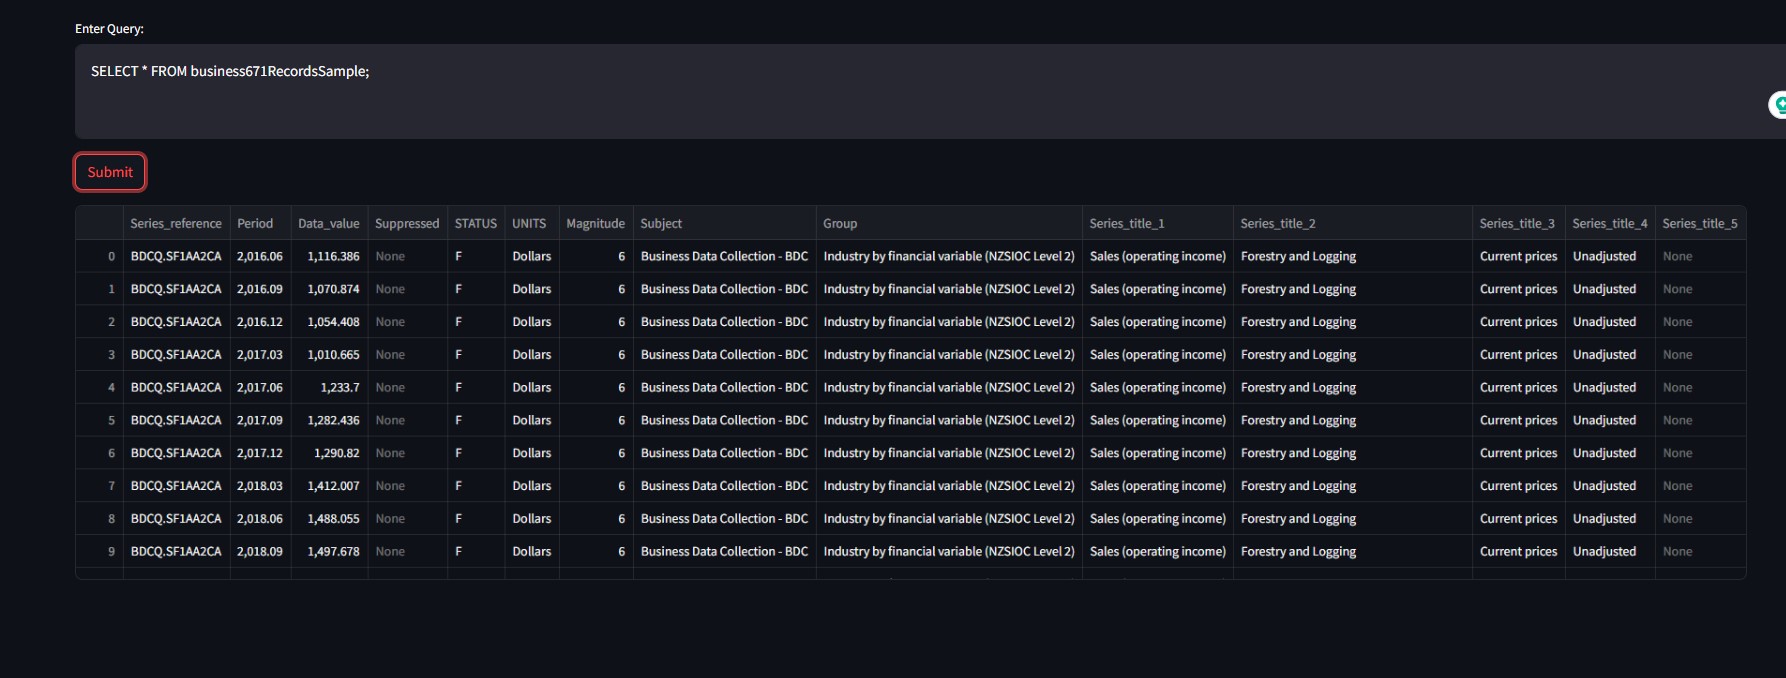 Enter Query:
SELECT * FROM business671RecordsSample;
Submit
Series_reference Period Data_value Suppressed STATUS UNITS Magnitude Subject Group Series_title_1 Series_title_2 Series_title_3 Series_title_4 Series_title_5
0 BDCQ.SF1AA2CA 2,016.06 1,116.386 None F Dollars 6 Business Data Collection - BDC Industry by financial variable (NZSIOC Level 2) Sales (operating income) Forestry and Logging Current prices Unadjusted None
1 BDCQ.SF1AA2CA 2,016.09 1,070.874 None F Dollars 6 Business Data Collection - BDC Industry by financial variable (NZSIOC Level 2) Sales (operating income) Forestry and Logging Current prices Unadjusted None
2 BDCQ.SF1AA2CA 2,016.12 1,054.408 None F Dollars 6 Business Data Collection - BDC Industry by financial variable (NZSIOC Level 2) Sales (operating income) Forestry and Logging Current prices Unadjusted None
3 BDCQ.SF1AA2CA 2,017.03 1,010.665 None F Dollars 6 Business Data Collection - BDC Industry by financial variable (NZSIOC Level 2) Sales (operating income) Forestry and Logging Current prices Unadjusted None
4 BDCQ.SF1AA2CA 2,017.06 1,233.7 None F Dollars 6 Business Data Collection - BDC Industry by financial variable (NZSIOC Level 2) Sales (operating income) Forestry and Logging Current prices Unadjusted None
5 BDCQ.SF1AA2CA 2,017.09 1,282.436 None F Dollars 6 Business Data Collection - BDC Industry by financial variable (NZSIOC Level 2) Sales (operating income) Forestry and Logging Current prices Unadjusted None
6 BDCQ.SF1AA2CA 2,017.12 1,290.82 None F Dollars 6 Business Data Collection - BDC Industry by financial variable (NZSIOC Level 2) Sales (operating income) Forestry and Logging Current prices Unadjusted None
7 BDCQ.SF1AA2CA 2,018.03 1,412.007 None F Dollars 6 Business Data Collection - BDC Industry by financial variable (NZSIOC Level 2) Sales (operating income) Forestry and Logging Current prices Unadjusted None
8 BDCQ.SF1AA2CA 2,018.06 1,488.055 None F Dollars 6 Business Data Collection - BDC Industry by financial variable (NZSIOC Level 2) Sales (operating income) Forestry and Logging Current prices Unadjusted None
9 BDCQ.SF1AA2CA 2,018.09 1,497.678 None F Dollars 6 Business Data Collection - BDC Industry by financial variable (NZSIOC Level 2) Sales (operating income) Forestry and Logging Current prices Unadjusted None